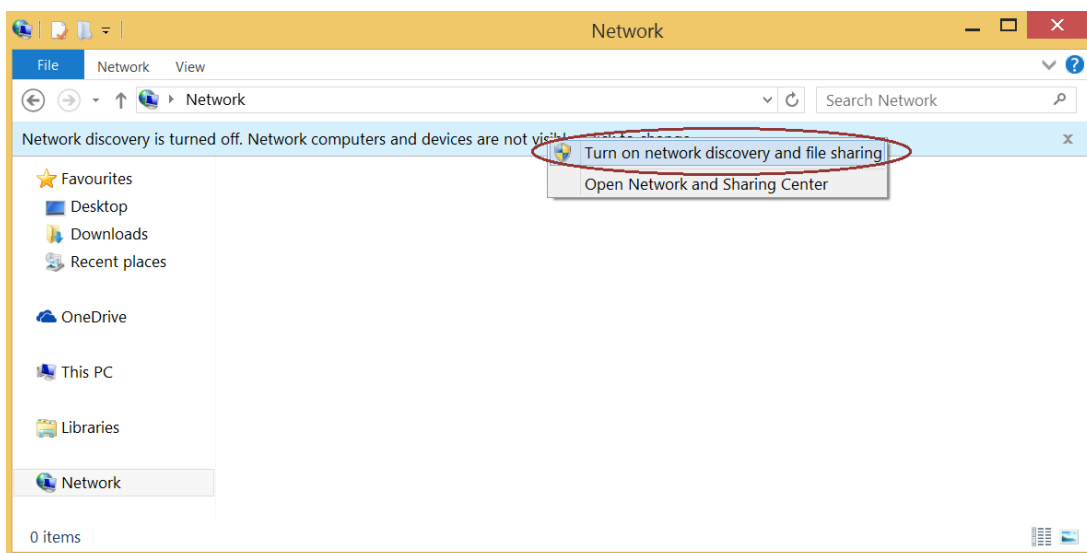 Network
File Network View
Network
Search Network
Network discovery is turned off. Network computers and devices are not
Turn on network discovery and file sharing
Open Network and Sharing Center
Favourites
Desktop
Downloads
Recent places
OneDrive
This PC
Libraries
Network
0 items